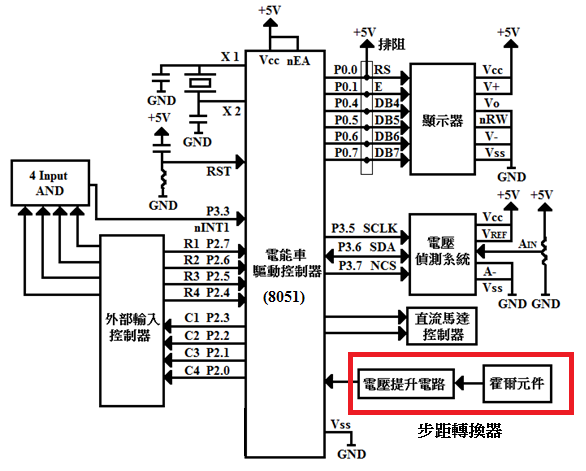 +5V
+5V
排阻
X 1
Vcc nEA
P0.0 RS
Vcc
P0.1 E
V+
GND
P0.4 DB4
Vo
X 2
P0.5 DB5
顯示器
nRW
+5V
GND
P0.6 DB6
V-
P0.7 DB7
Vss
RST
GND
4 Input
AND
GND
+5V
+5V
P3.3
nINT1
P3.5 SCLK
Vcc
VREF
R1 P2.7
電能車
驅動控制器
(8051)
P3.6 SDA
電壓
偵測系統
AIN
R2 P2.6
P3.7 NCS
A-
R3 P2.5
Vss
R4 P2.4
GND GND
外部輸入
控制器
C1 P2.3
直流馬達
控制器
C2 P2.2
C3 P2.1
C4 P2.0
電壓提升電路
霍爾元件
Vss
步距轉換器
GND